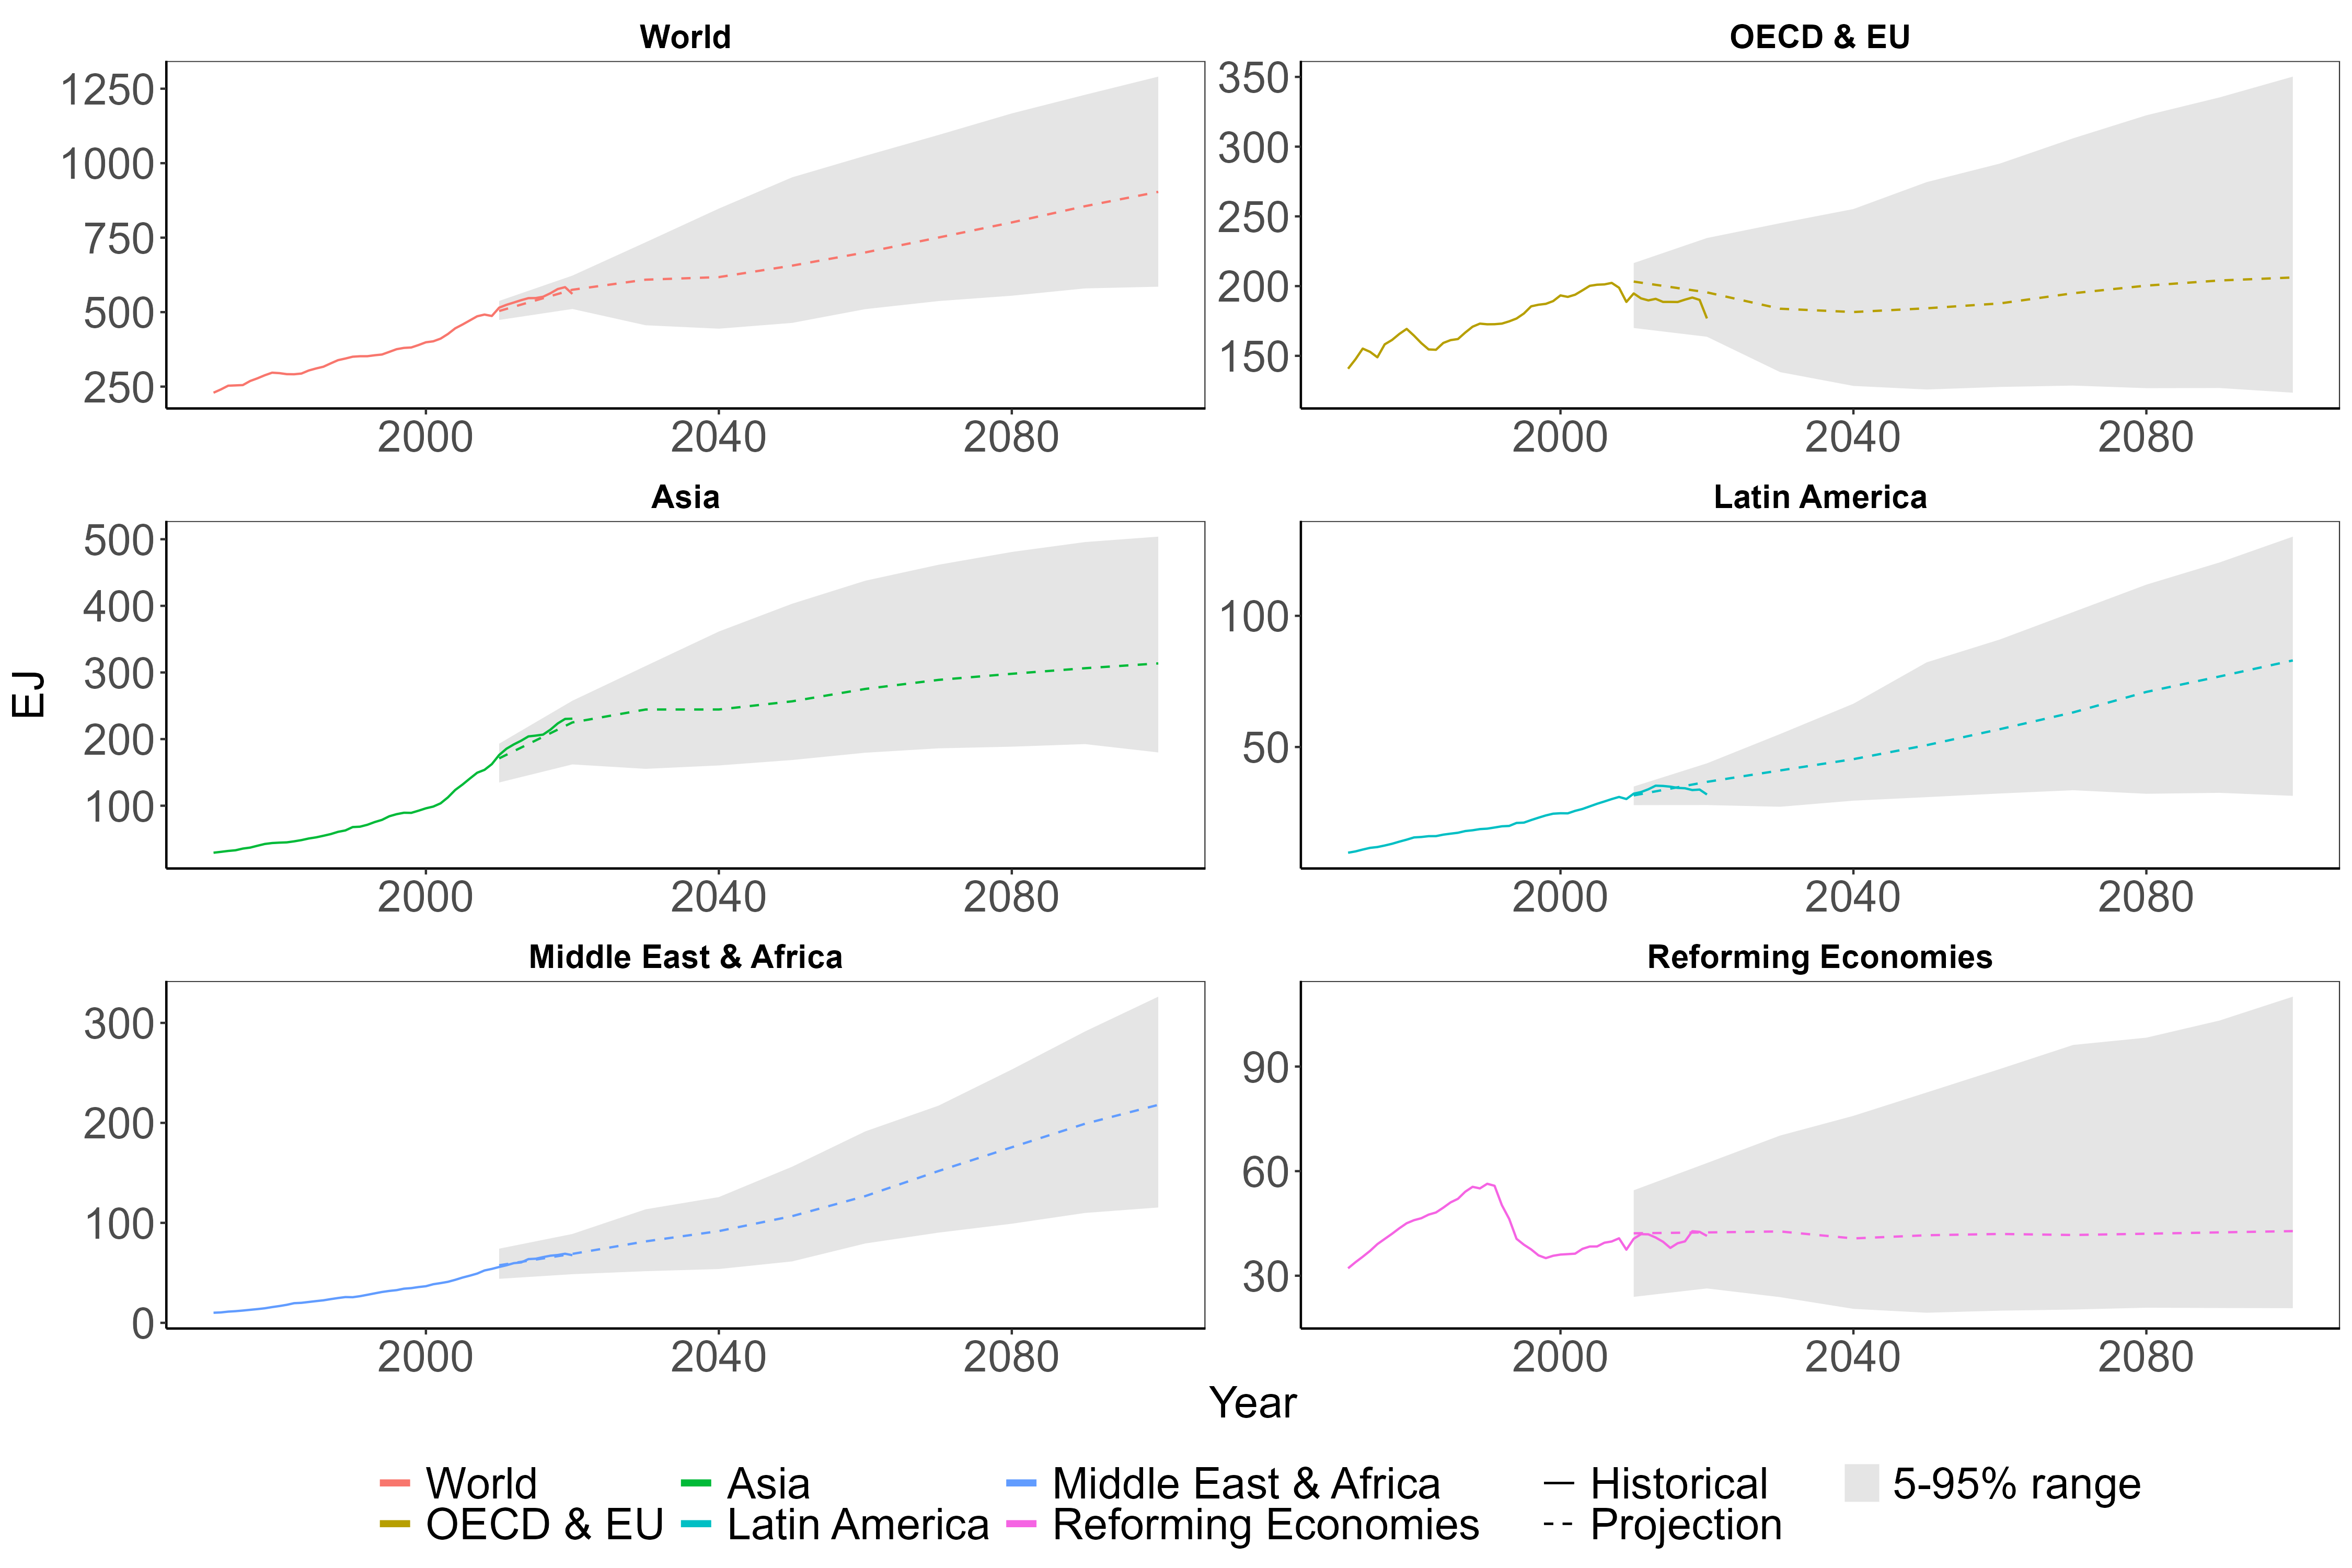 World
OECD & EU
1250
1000
750
500
250
2000
2040
2080
350
300
250
200
150
2000
2040
2080
Asia
Latin America
500
400
300
200
100
2000
2040
2080
100
50
2000
2040
2080
EJ
Middle East & Africa
Reforming Economies
300
200
100
0
2000
2040
2080
90
60
30
2000
2040
2080
Year
World
Asia
Middle East & Africa
Historical
5-95% range
OECD & EU
Latin America
Reforming Economies
Projection